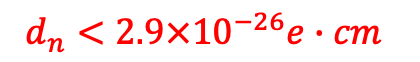 dₙ < 2.9×10⁻²⁶e · cm